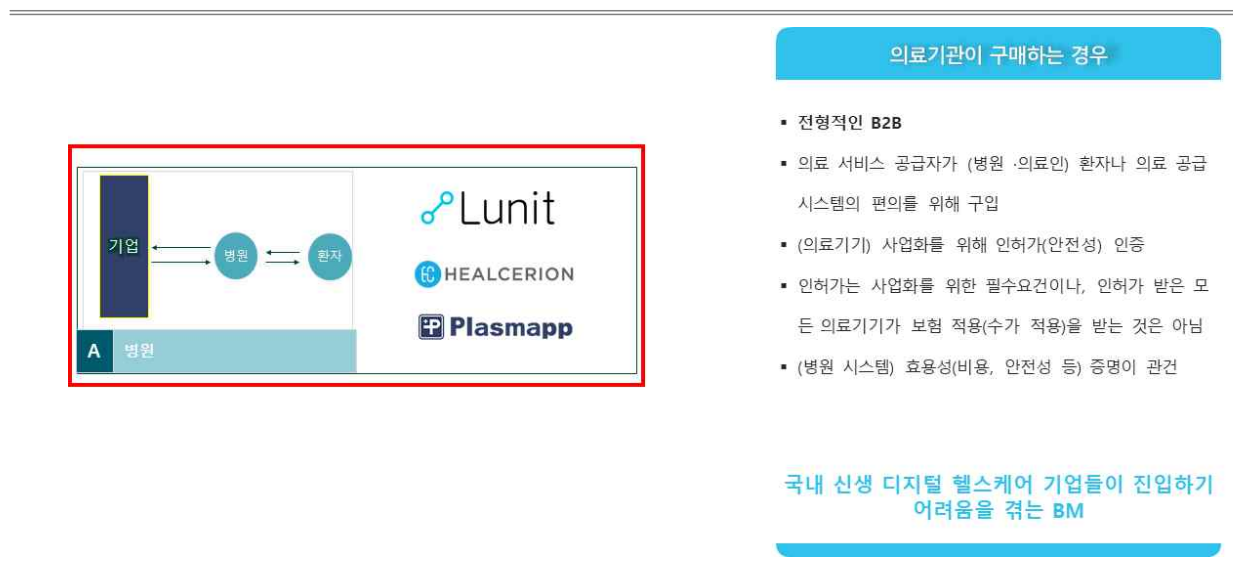 기업
병원
환자
A 병원
Lunit
HEALCERION
Plasmapp
의료기관이 구매하는 경우
▪ 전형적인 B2B
▪ 의료 서비스 공급자가 (병원 ·의료인) 환자나 의료 공급
시스템의 편의를 위해 구입
▪ (의료기기) 사업화를 위해 인허가(안전성) 인증
▪ 인허가는 사업화를 위한 필수요건이나, 인허가 받은 모
든 의료기기가 보험 적용(수가 적용)을 받는 것은 아님
▪ (병원 시스템) 효용성(비용, 안전성 등) 증명이 관건
국내 신생 디지털 헬스케어 기업들이 진입하기
어려움을 겪는 BM